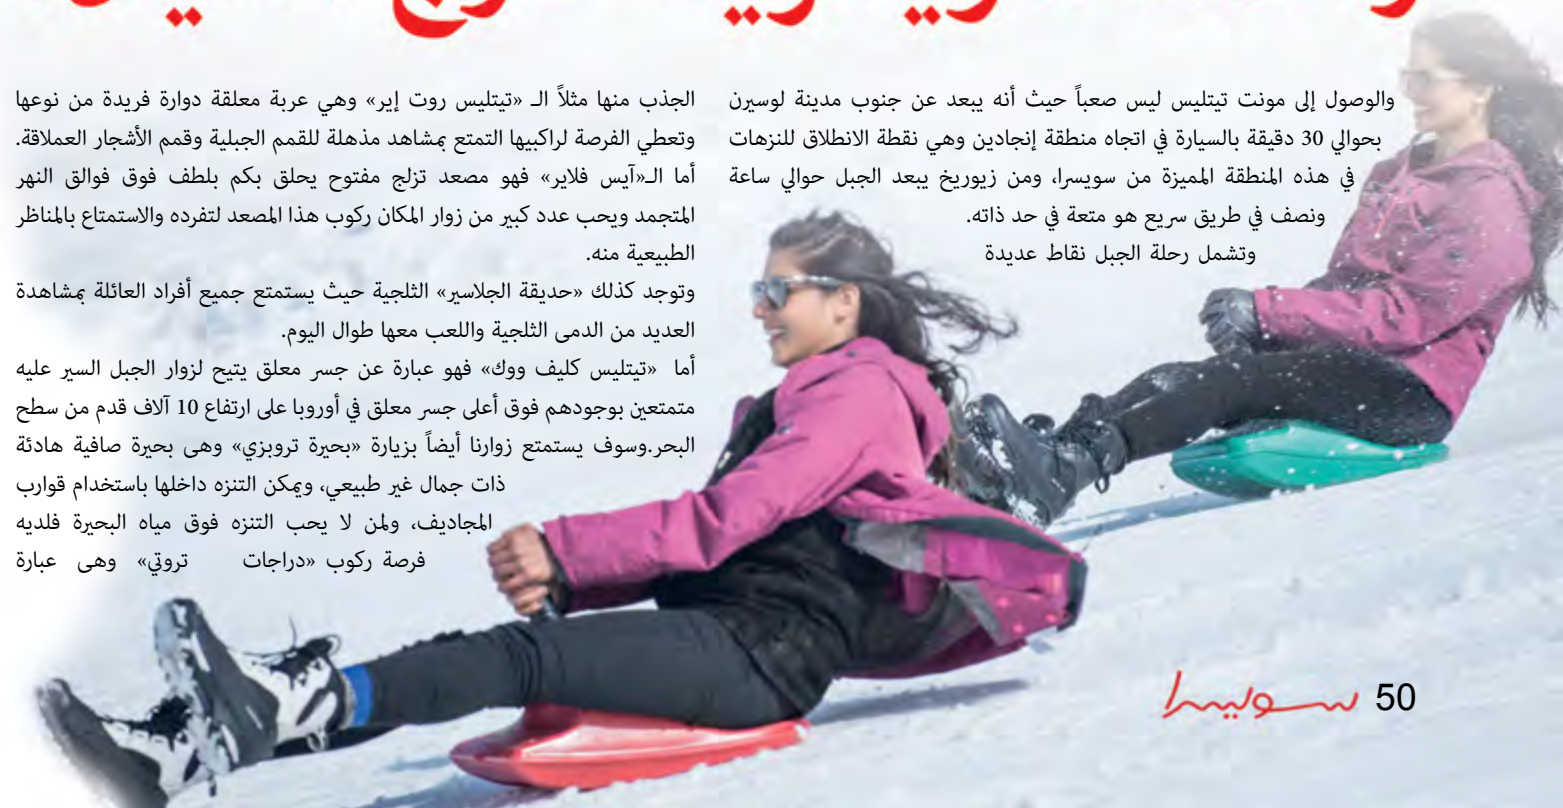 والوصول إلى مونت تيتليس ليس صعباً حيث أنه يبعد عن جنوب مدينة لوسيرن
بحوالي 30 دقيقة بالسيارة في اتجاه منطقة إنجادين وهي نقطة الانطلاق للنزهات
في هذه المنطقة المميزة من سويسرا، ومن زيوريخ يبعد الجبل حوالي ساعة
ونصف في طريق سريع هو متعة في حد ذاته.
وتشمل رحلة الجبل نقاط عديدة
الجذب منها مثلاً الـ «تيتليس روت إير» وهي عربة معلقة دوارة فريدة من نوعها
وتعطي الفرصة لراكبيها التمتع بمشاهد مذهلة للقمم الجبلية وقمم الأشجار العملاقة.
أما الـ«آيس فلاير» فهو مصعد تزلج مفتوح يحلق بكم بلطف فوق فوالق النهر
المتجمد ويحب عدد كبير من زوار المكان ركوب هذا المصعد لتفرده والاستمتاع بالمناظر
الطبيعية منه.
وتوجد كذلك «حديقة الجلاسير» الثلجية حيث يستمتع جميع أفراد العائلة بمشاهدة
العديد من الدمى الثلجية واللعب معها طوال اليوم.
أما «تيتليس كليف ووك» فهو عبارة عن جسر معلق يتيح لزوار الجبل السير عليه
متمتعين بوجودهم فوق أعلى جسر معلق في أوروبا على ارتفاع 10 آلاف قدم من سطح
البحر.وسوف يستمتع زوارنا أيضاً بزيارة «بحيرة تروبزي» وهى بحيرة صافية هادئة
ذات جمال غير طبيعي، ويمكن التنزه داخلها باستخدام قوارب
المجاديف، ولمن لا يحب التنزه فوق مياه البحيرة فلديه
فرصة ركوب «دراجات تروتي» وهى عبارة
50 سويسرا